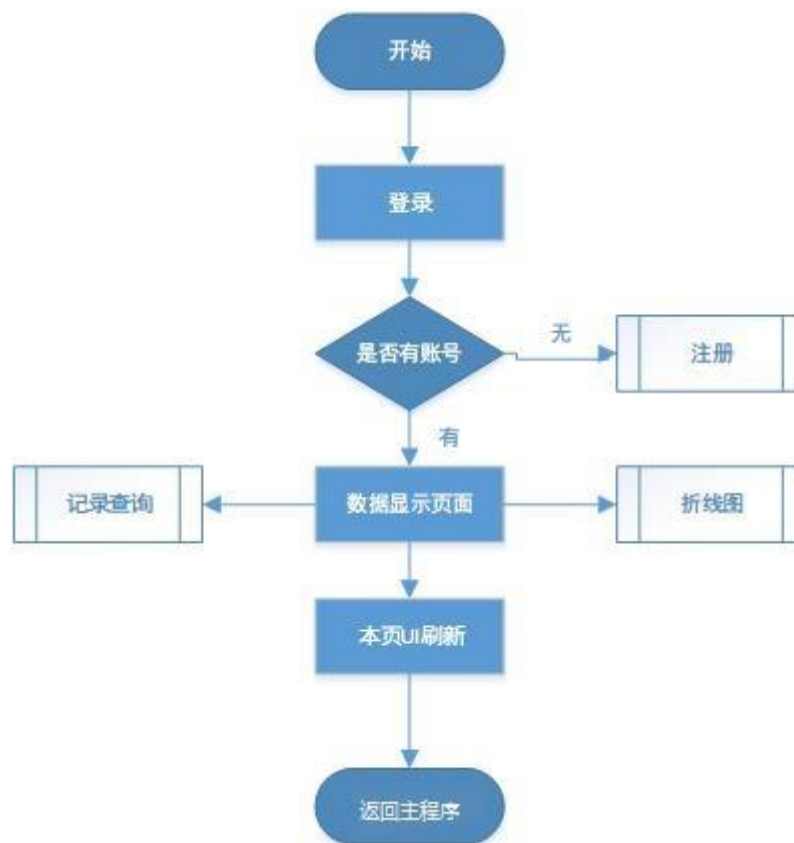 开始
登录
是否有账号
无
注册
有
记录查询
数据显示页面
折线图
本页UI刷新
返回主程序